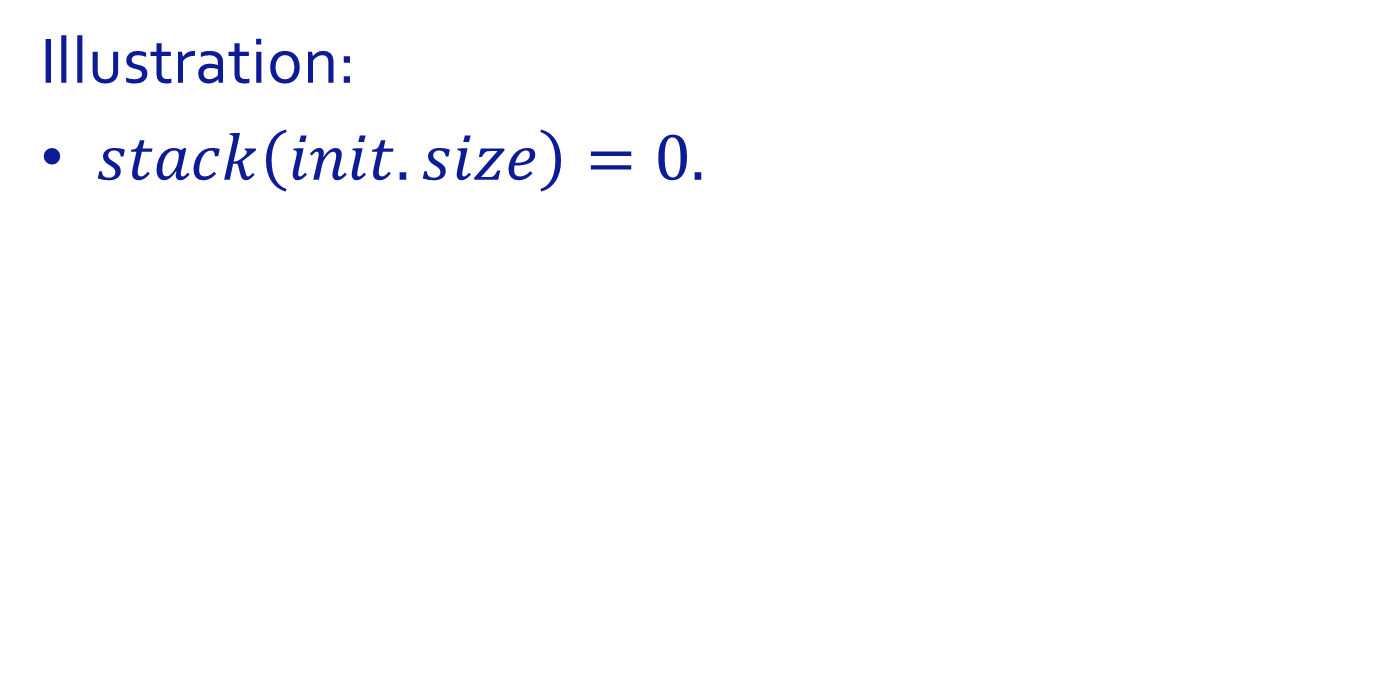 Illustration:
• stack(init.size) = 0.